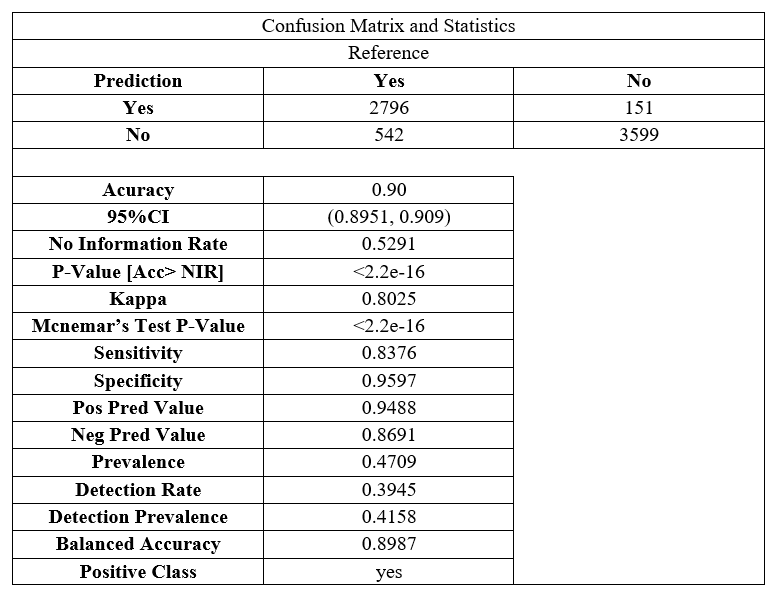 Confusion Matrix and Statistics
Reference
Prediction Yes No
Yes 2796 151
No 542 3599
Acuracy 0.90
95%CI (0.8951, 0.909)
No Information Rate 0.5291
P-Value [Acc> NIR] <2.2e-16
Kappa 0.8025
Mcnemar’s Test P-Value <2.2e-16
Sensitivity 0.8376
Specificity 0.9597
Pos Pred Value 0.9488
Neg Pred Value 0.8691
Prevalence 0.4709
Detection Rate 0.3945
Detection Prevalence 0.4158
Balanced Accuracy 0.8987
Positive Class yes